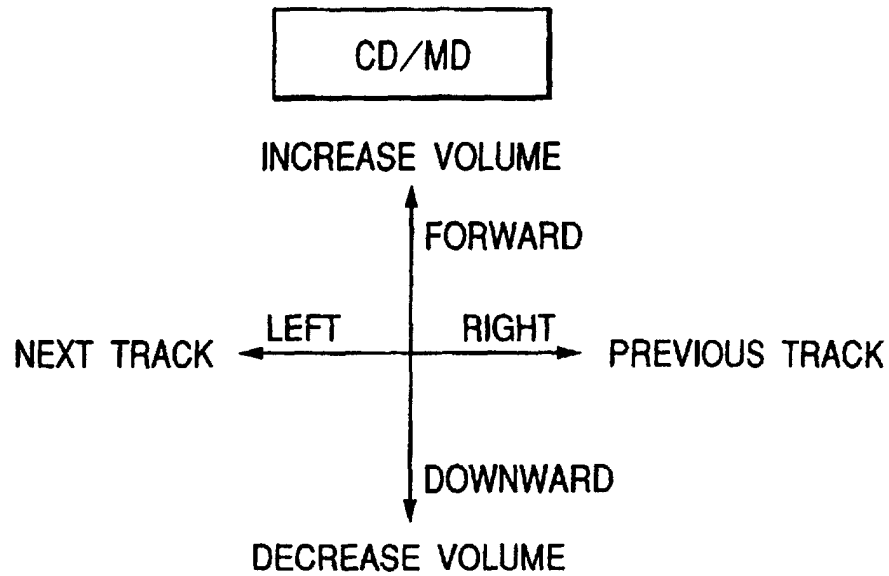 CD/MD
INCREASE VOLUME
FORWARD
LEFT
RIGHT
NEXT TRACK
PREVIOUS TRACK
DOWNWARD
DECREASE VOLUME